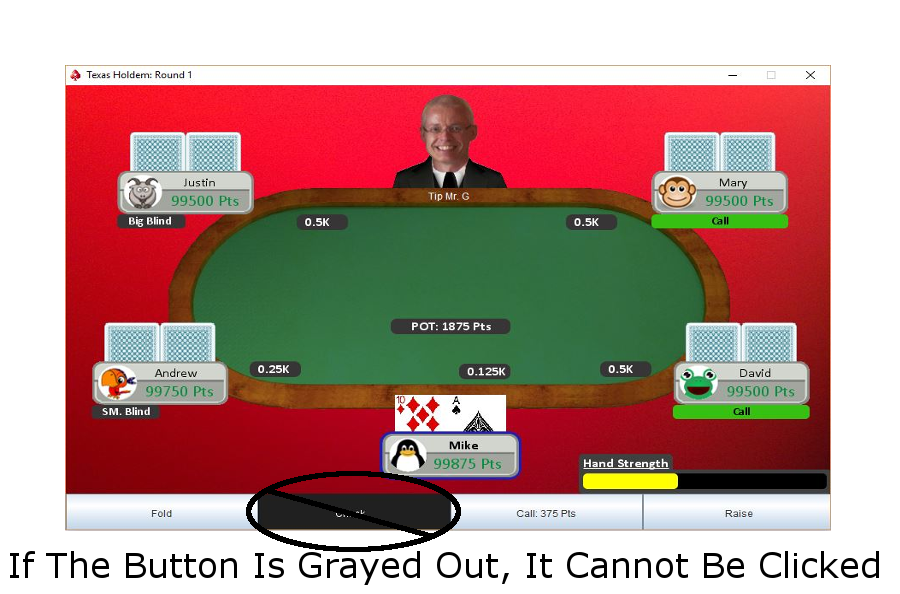 Texas Holdem: Round 1
Tip Mr. G
Justin
99500 Pts
Big Blind
Mary
99500 Pts
Call
0.5K
0.5K
POT: 1875 Pts
Andrew
99750 Pts
SM. Blind
0.25K
0.125K
0.5K
David
99500 Pts
Call
10
A
Mike
99875 Pts
Hand Strength
Fold
Call: 375 Pts
Raise
If The Button Is Grayed Out, It Cannot Be Clicked